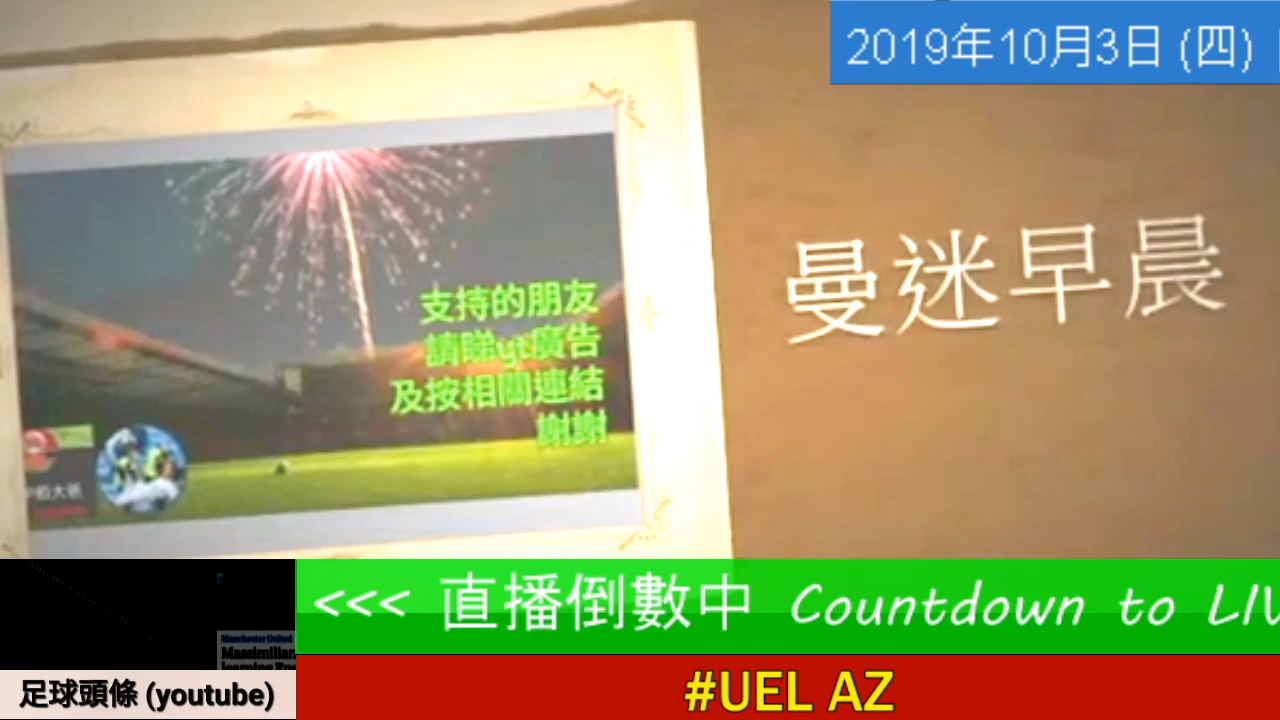 2019年10月3日 (四)
曼迷早晨
支持的朋友
請睇yt廣告
及按相關連結
謝謝
<<< 直播倒數中 Countdown to LIV
Manchester United
Massimilian
足球頭條 (youtube)
#UEL AZ